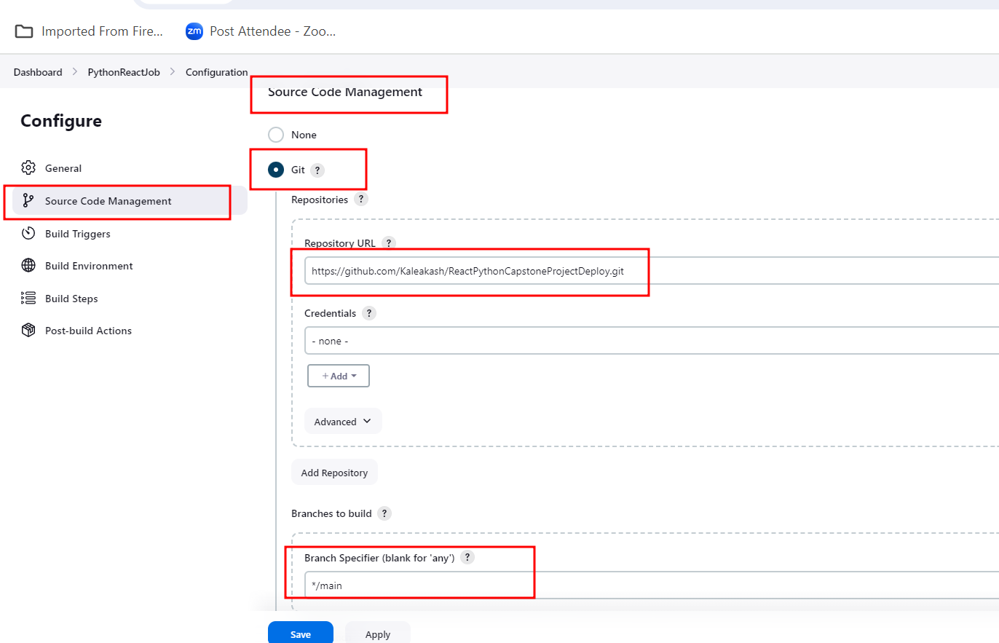 Imported From Fire... zm Post Attendee - Zoo...
Dashboard > PythonReactJob > Configuration
Source Code Management
Configure
None
General
Git ?
Source Code Management
Repositories ?
Build Triggers
Repository URL ?
Build Environment
https://github.com/Kaleakash/ReactPythonCapstoneProjectDeploy.git
Build Steps
Credentials ?
Post-build Actions
- none -
+ Add
Advanced
Add Repository
Branches to build ?
Branch Specifier (blank for 'any') ?
*/main
Save Apply